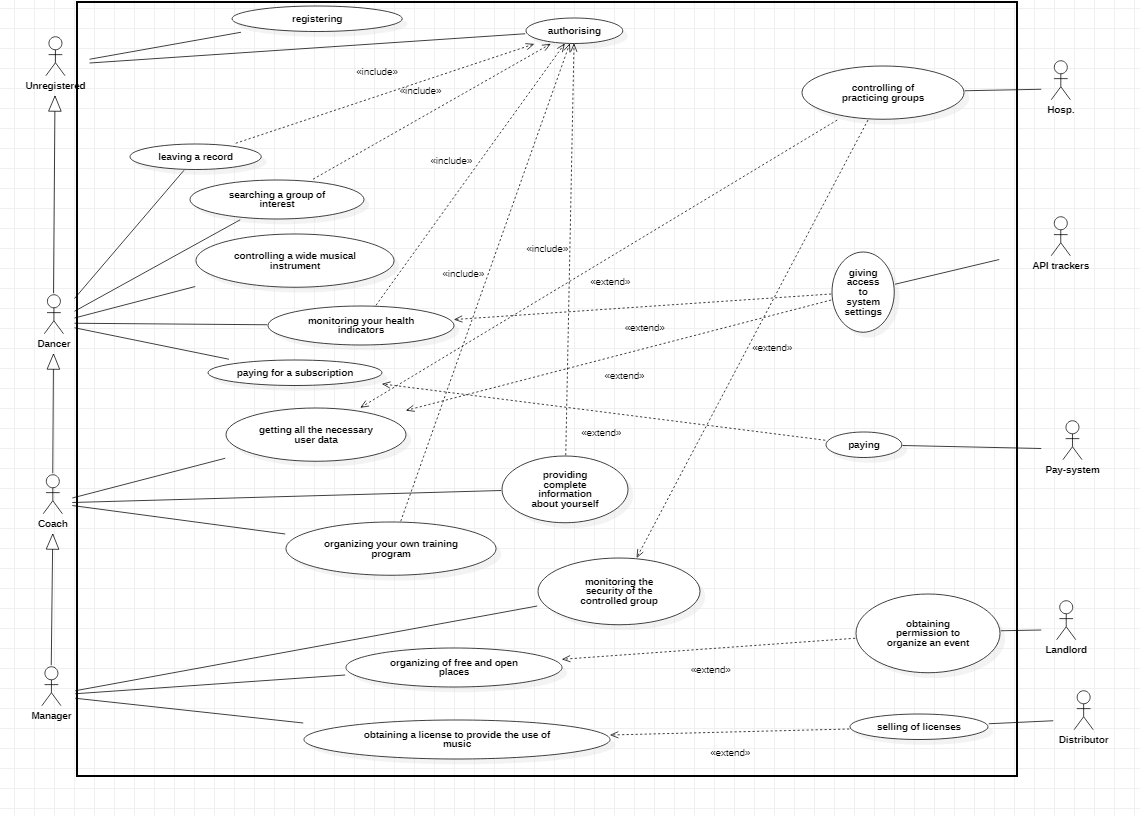 registering
authorising
Unregistered
«include»
«include»
controlling of
practicing groups
Hosp.
leaving a record
«include»
searching a group of
interest
controlling a wide musical
instrument
«include»
«include»
«extend»
giving
access
to
system
settings
API trackers
monitoring your health
indicators
Dancer
«extend»
«extend»
paying for a subscription
«extend»
getting all the necessary
user data
«extend»
paying
Pay-system
providing
complete
information
about yourself
Coach
organizing your own training
program
monitoring the
security of the
controlled group
obtaining
permission to
organize an event
Landlord
organizing of free and open
places
«extend»
Manager
obtaining a license to provide the use of
music
selling of licenses
Distributor
«extend»